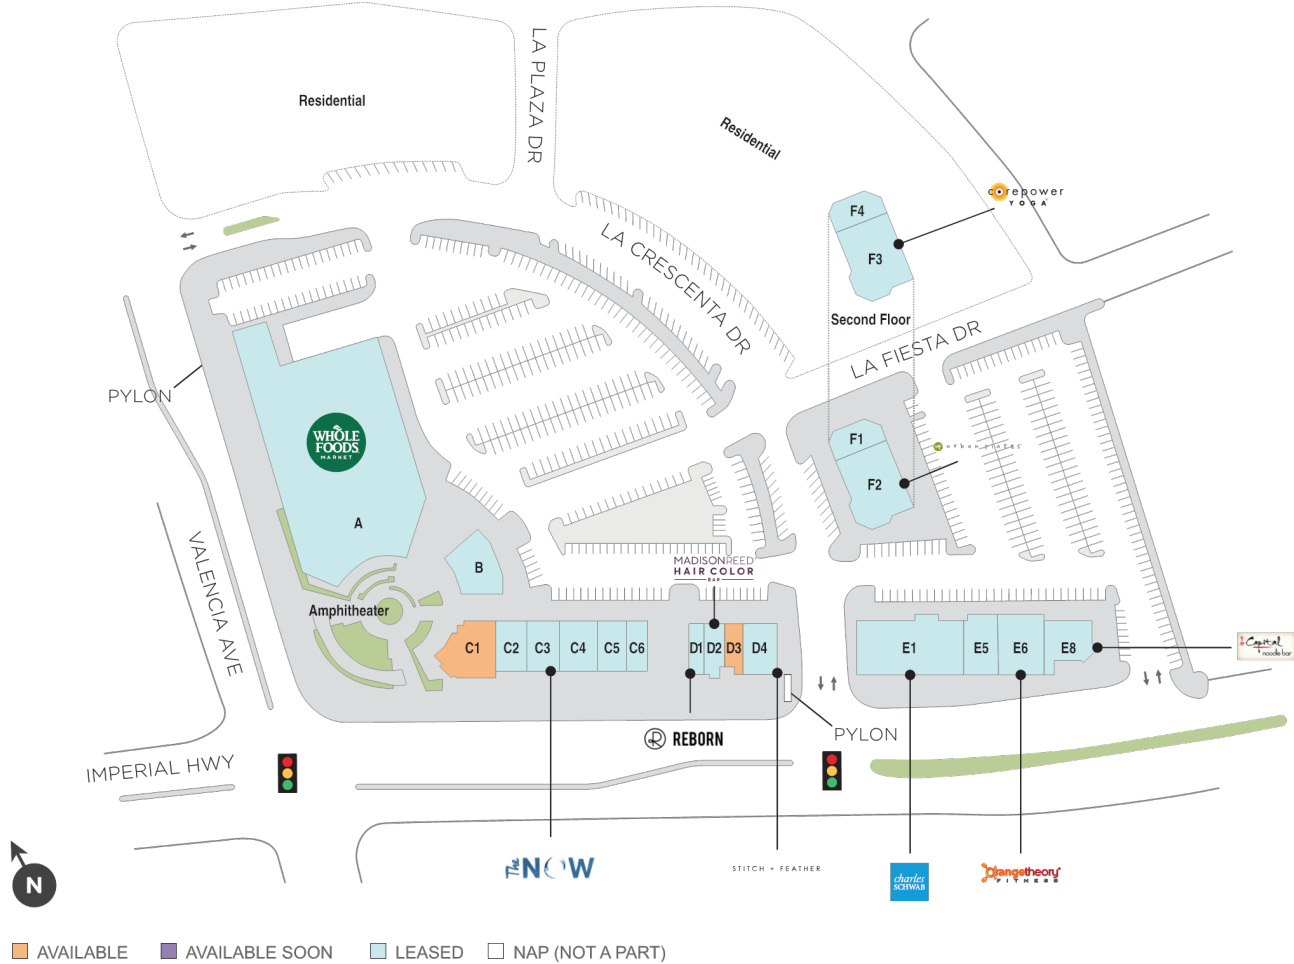 LA PLAZA DR
Residential
Residential
corepower
YOGA
F4
F3
LA CRESCENTA DR
Second Floor
LA FIESTA DR
PYLON
WHOLE
FOODS
MARKET
A
F1
F2
urban plates
VALENCIA AVE
B
MADISON REED
HAIR COLOR
BAR
Amphitheater
C1
C2
C3
C4
C5
C6
D1
D2
D3
D4
E1
E5
E6
E8
Capital
noodle bar
PYLON
REBORN
IMPERIAL HWY
The NOW
STITCH + FEATHER
charles
SCHWAB
Orangetheory
FITNESS
N
AVAILABLE
AVAILABLE SOON
LEASED
NAP (NOT A PART)